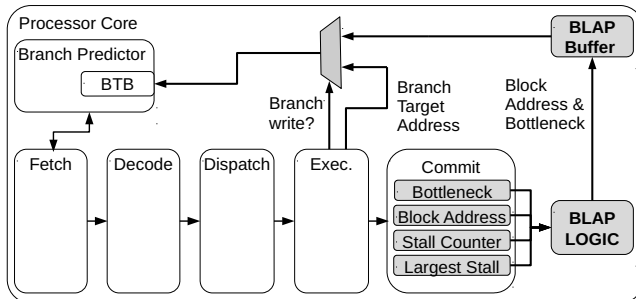 Processor Core
Branch Predictor
BTB
BLAP
Buffer
Branch
write?
Branch
Target
Address
Block
Address &
Bottleneck
Fetch
Decode
Dispatch
Exec.
Commit
Bottleneck
Block Address
Stall Counter
Largest Stall
BLAP
LOGIC